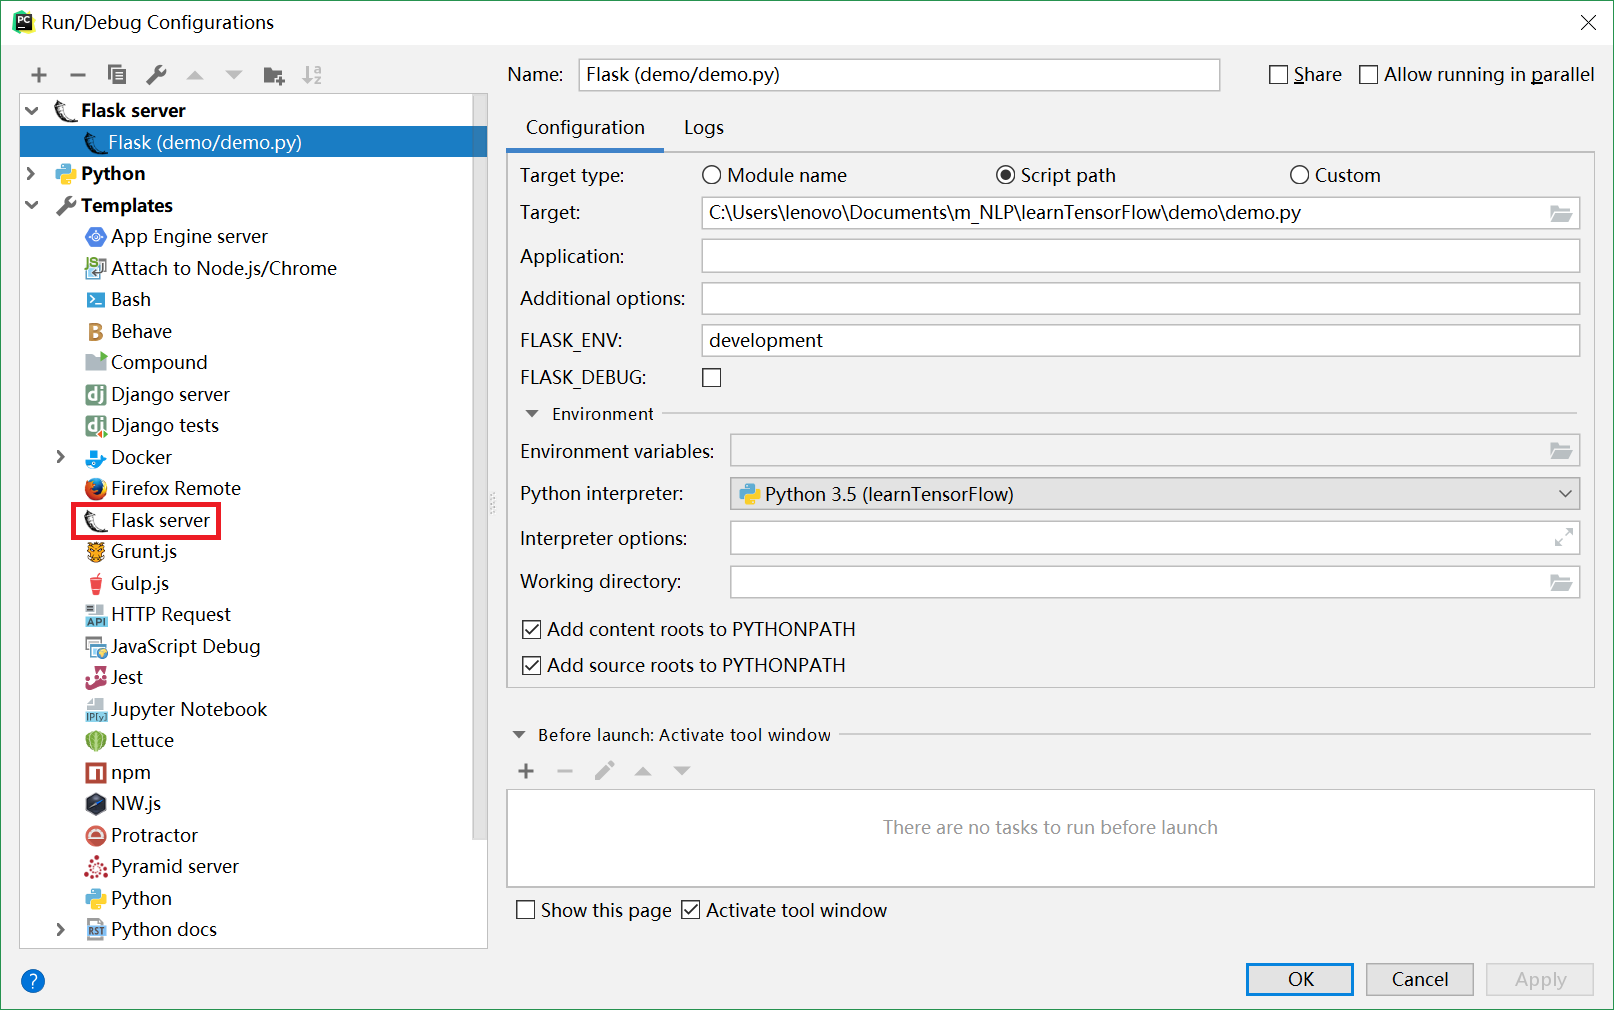 Run/Debug Configurations
Name: Flask (demo/demo.py) Share Allow running in parallel
Flask server
Flask (demo/demo.py)
Python
Templates
App Engine server
Attach to Node.js/Chrome
Bash
Behave
Compound
Django server
Django tests
Docker
Firefox Remote
Flask server
Grunt.js
Gulp.js
HTTP Request
JavaScript Debug
Jest
Jupyter Notebook
Lettuce
npm
NW.js
Protractor
Pyramid server
Python
Python docs
Configuration Logs
Target type: Module name Script path Custom
Target: C:\Users\lenovo\Documents\m_NLP\learnTensorFlow\demo\demo.py
Application:
Additional options:
FLASK_ENV: development
FLASK_DEBUG:
Environment
Environment variables:
Python interpreter: Python 3.5 (learnTensorFlow)
Interpreter options:
Working directory:
Add content roots to PYTHONPATH
Add source roots to PYTHONPATH
Before launch: Activate tool window
There are no tasks to run before launch
Show this page Activate tool window
? OK Cancel Apply